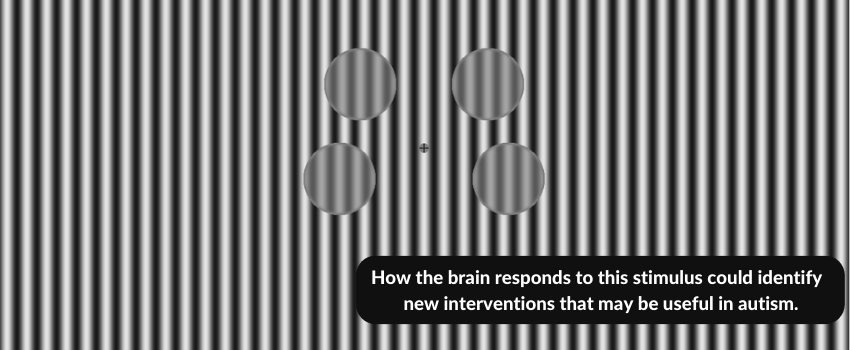 How the brain responds to this stimulus could identify
new interventions that may be useful in autism.